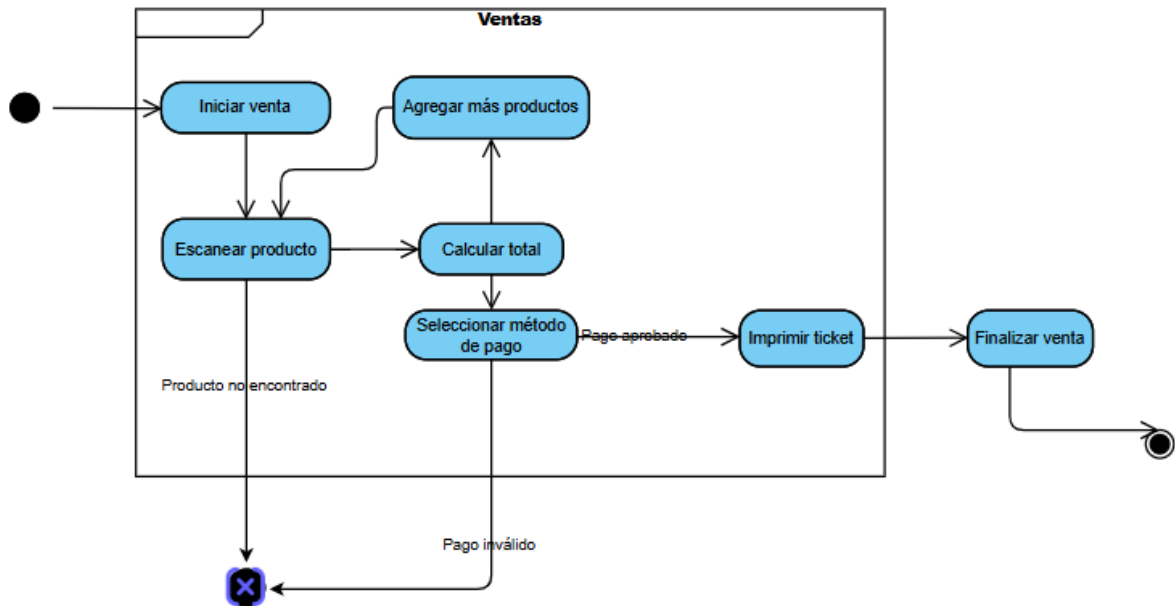 Ventas
Iniciar venta
Agregar más productos
Escanear producto
Calcular total
Seleccionar método
de pago
Pago aprobado
Imprimir ticket
Finalizar venta
Producto no encontrado
Pago inválido